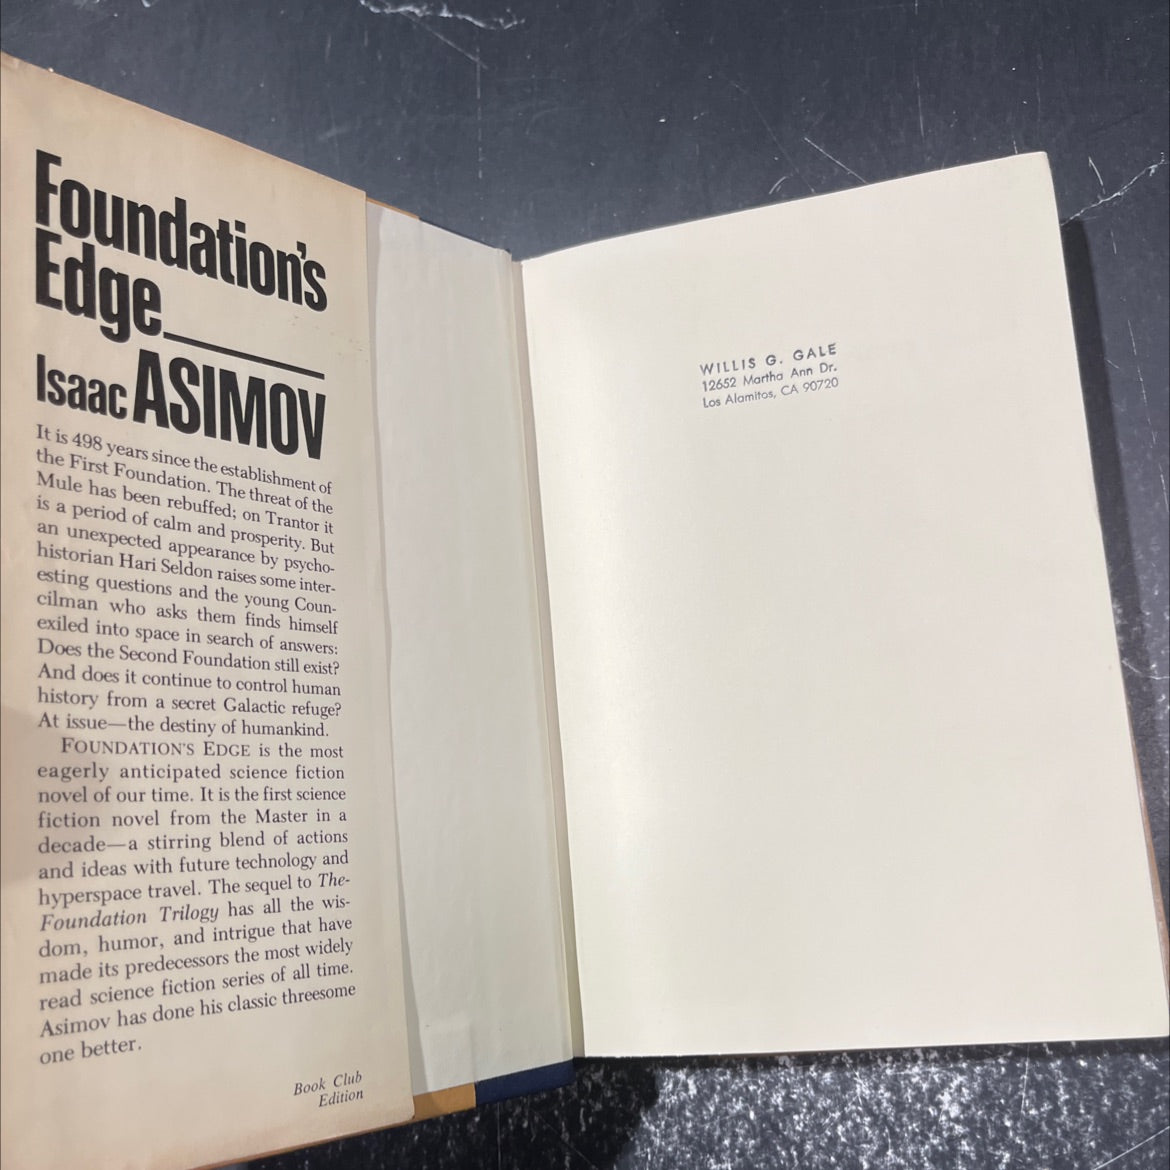 Foundation's
Edge
Isaac ASIMOV
It is 498 years since the establishment of
the First Foundation. The threat of the
Mule has been rebuffed; on Trantor it
is a period of calm and prosperity. But
an unexpected appearance by psycho-
historian Hari Seldon raises some inter-
esting questions and the young Coun-
cilman who asks them finds himself
exiled into space in search of answers:
Does the Second Foundation still exist?
And does it continue to control human
history from a secret Galactic refuge?
At issue—the destiny of humankind.
FOUNDATION'S EDGE is the most
eagerly anticipated science fiction
novel of our time. It is the first science
fiction novel from the Master in a
decade—a stirring blend of actions
and ideas with future technology and
hyperspace travel. The sequel to The-
Foundation Trilogy has all the wis-
dom, humor, and intrigue that have
made its predecessors the most widely
read science fiction series of all time.
Asimov has done his classic threesome
one better.
Book Club
Edition
WILLIS G. GALE
12652 Martha Ann Dr.
Los Alamitos, CA 90720